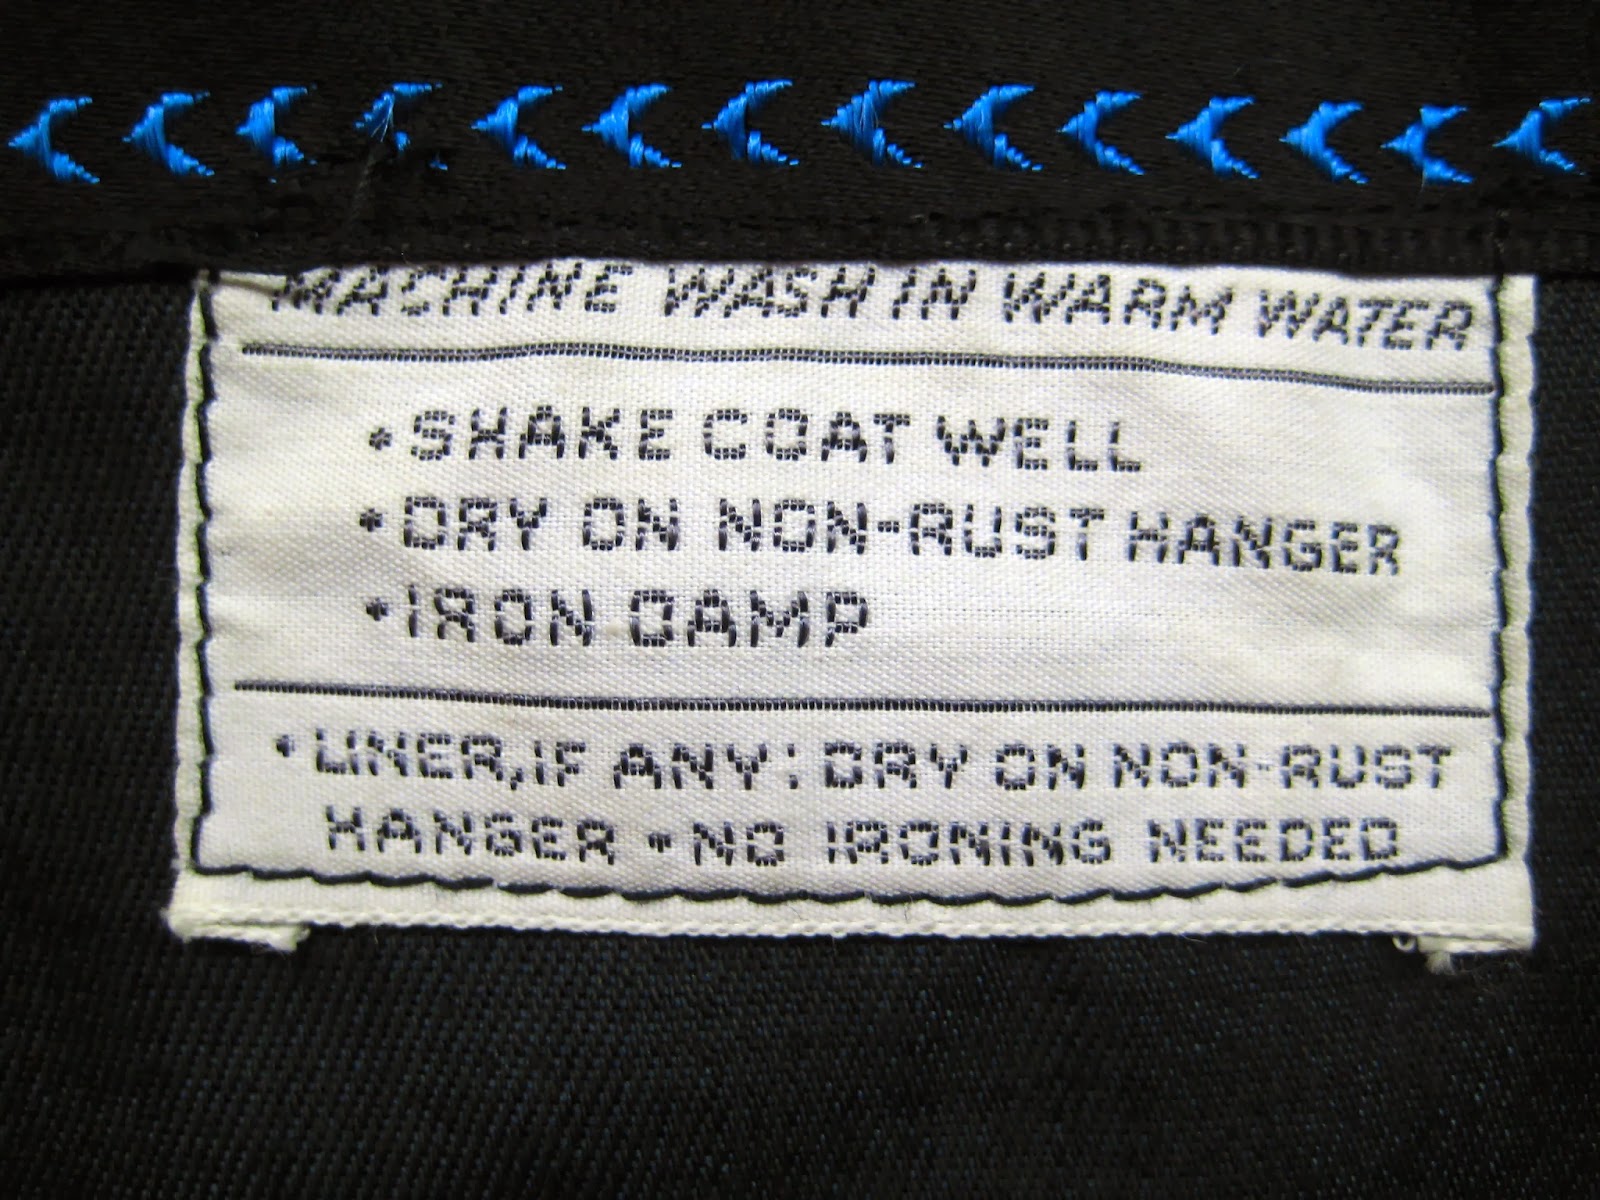 MACHINE WASH IN WARM WATER
•SHAKE COAT WELL
•DRY ON NON-RUST HANGER
•IRON DAMP
•LINER, IF ANY: DRY ON NON-RUST
HANGER - NO IRONING NEEDED